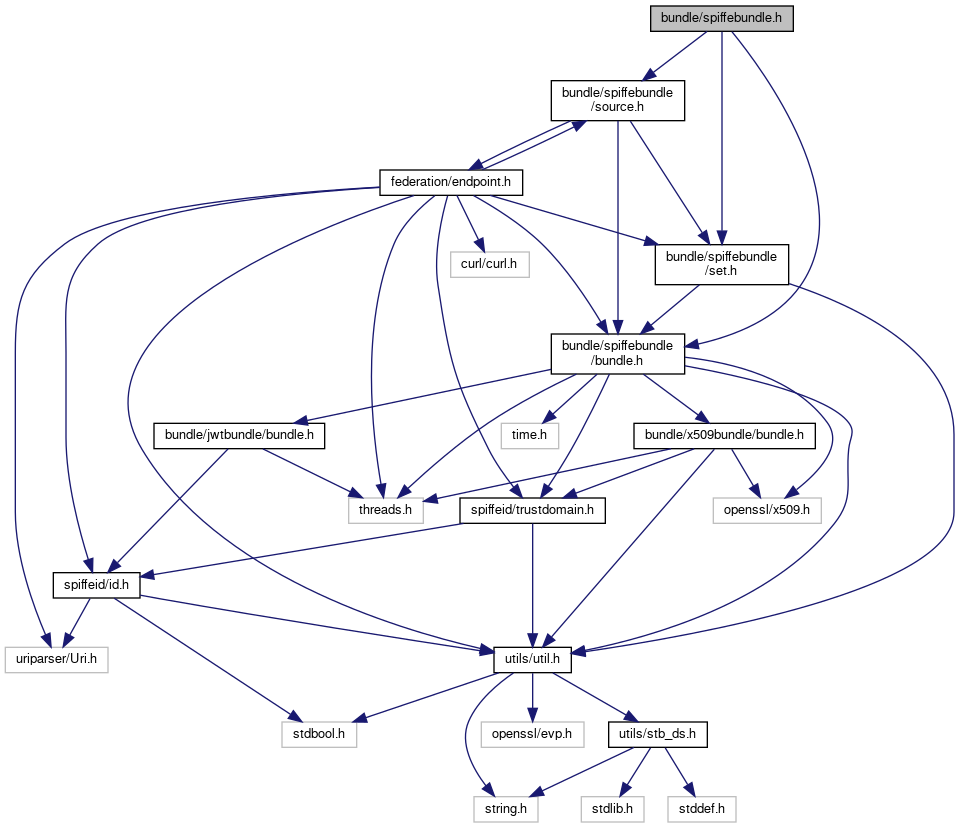 bundle/spiffebundle.h
bundle/spiffebundle
/source.h
federation/endpoint.h
curl/curl.h
bundle/spiffebundle
/set.h
bundle/spiffebundle
/bundle.h
bundle/jwtbundle/bundle.h
time.h
bundle/x509bundle/bundle.h
threads.h
spiffeid/trustdomain.h
openssl/x509.h
spiffeid/id.h
uriparser/Uri.h
utils/util.h
stdbool.h
openssl/evp.h
utils/stb_ds.h
string.h
stdlib.h
stddef.h